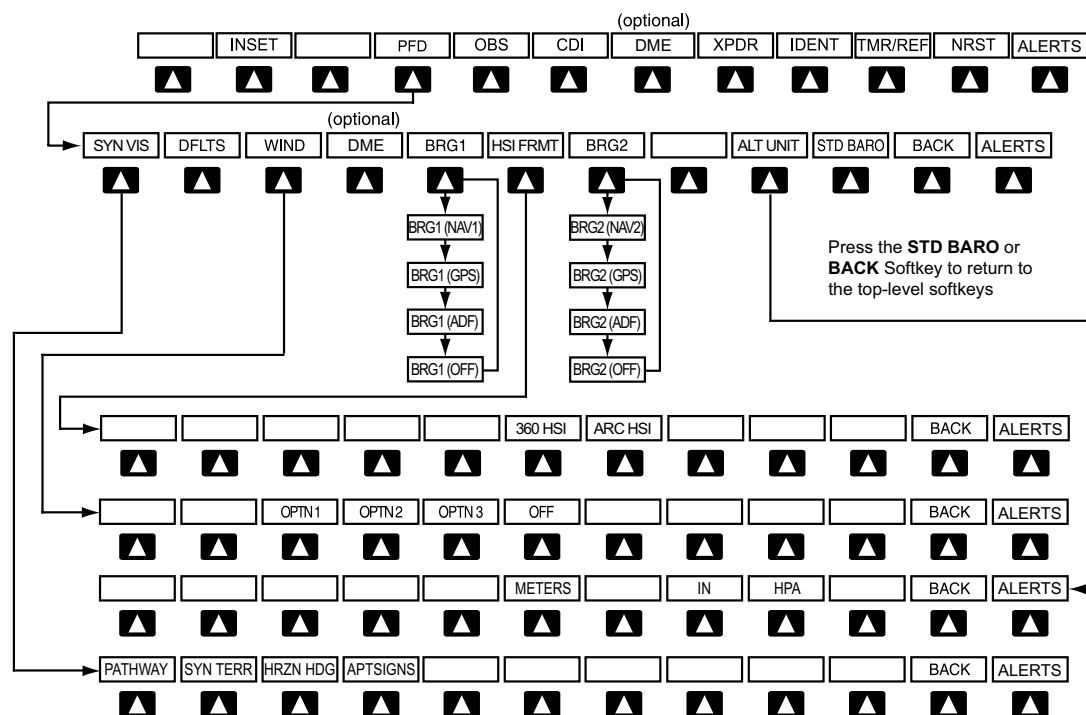 (optional)
INSET PFD OBS CDI DME XPDR IDENT TMR/REF NRST ALERTS
(optional)
SYN VIS DFLTS WIND DME BRG1 HSI FRMT BRG2 ALT UNIT STD BARO BACK ALERTS
BRG1 (NAV1) BRG2 (NAV2)
BRG1 (GPS) BRG2 (GPS)
BRG1 (ADF) BRG2 (ADF)
BRG1 (OFF) BRG2 (OFF)
Press the STD BARO or
BACK Softkey to return to
the top-level softkeys
360 HSI ARC HSI BACK ALERTS
OPTN 1 OPTN 2 OPTN 3 OFF BACK ALERTS
METERS IN HPA BACK ALERTS
PATHWAY SYN TERR HRZN HDG APTSIGNS BACK ALERTS